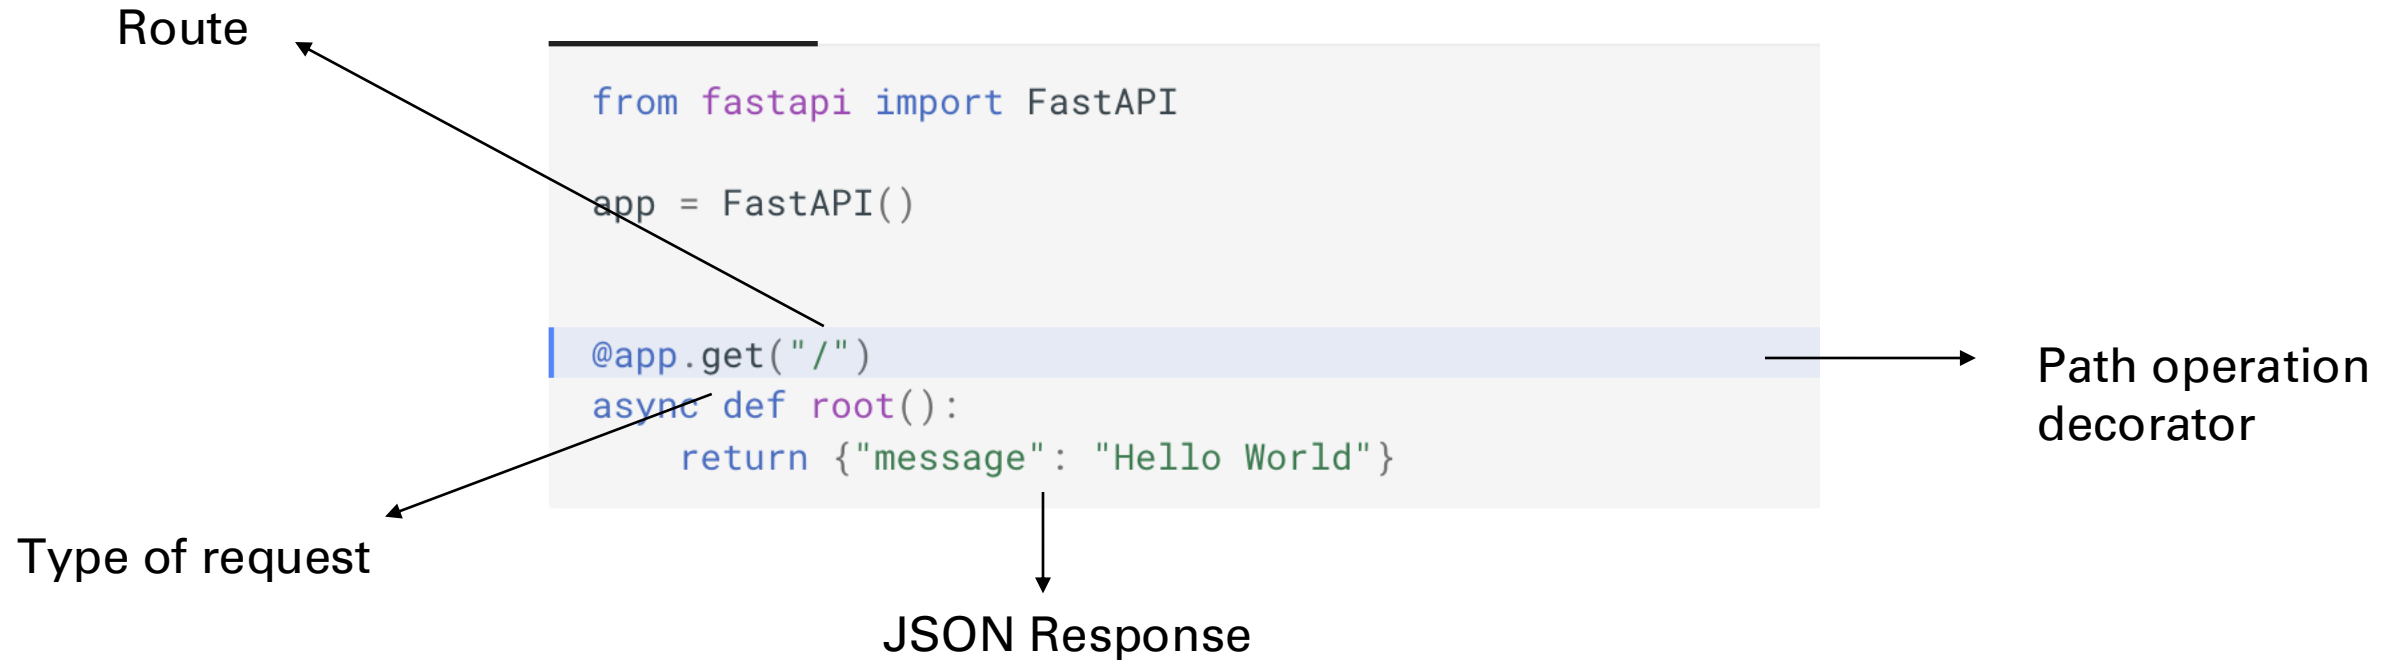 Route
from fastapi import FastAPI
app = FastAPI()
@app.get("/")
async def root():
    return {"message": "Hello World"}
Path operation
decorator
Type of request
JSON Response